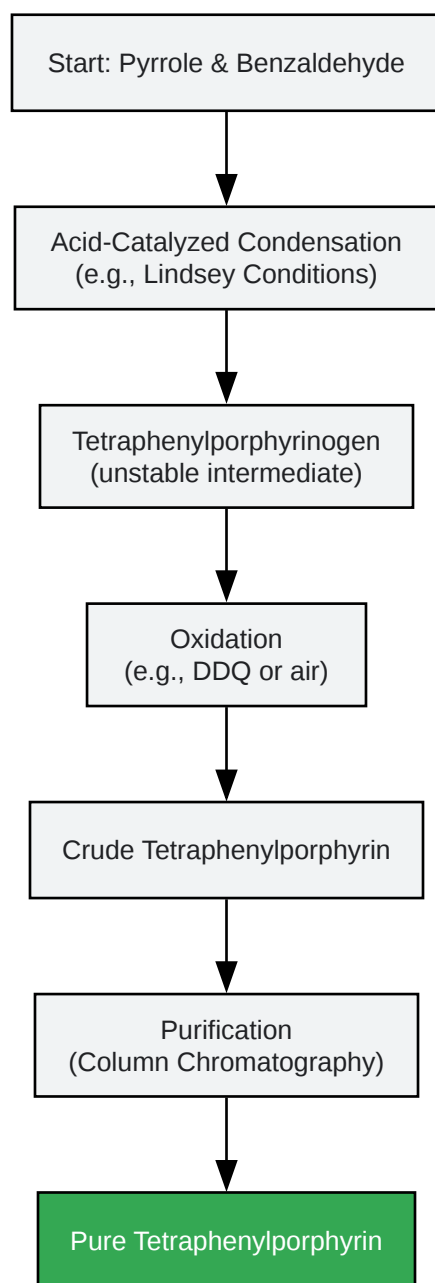 Start: Pyrrole & Benzaldehyde
Acid-Catalyzed Condensation
(e.g., Lindsey Conditions)
Tetraphenylporphyrinogen
(unstable intermediate)
Oxidation
(e.g., DDQ or air)
Crude Tetraphenylporphyrin
Purification
(Column Chromatography)
Pure Tetraphenylporphyrin